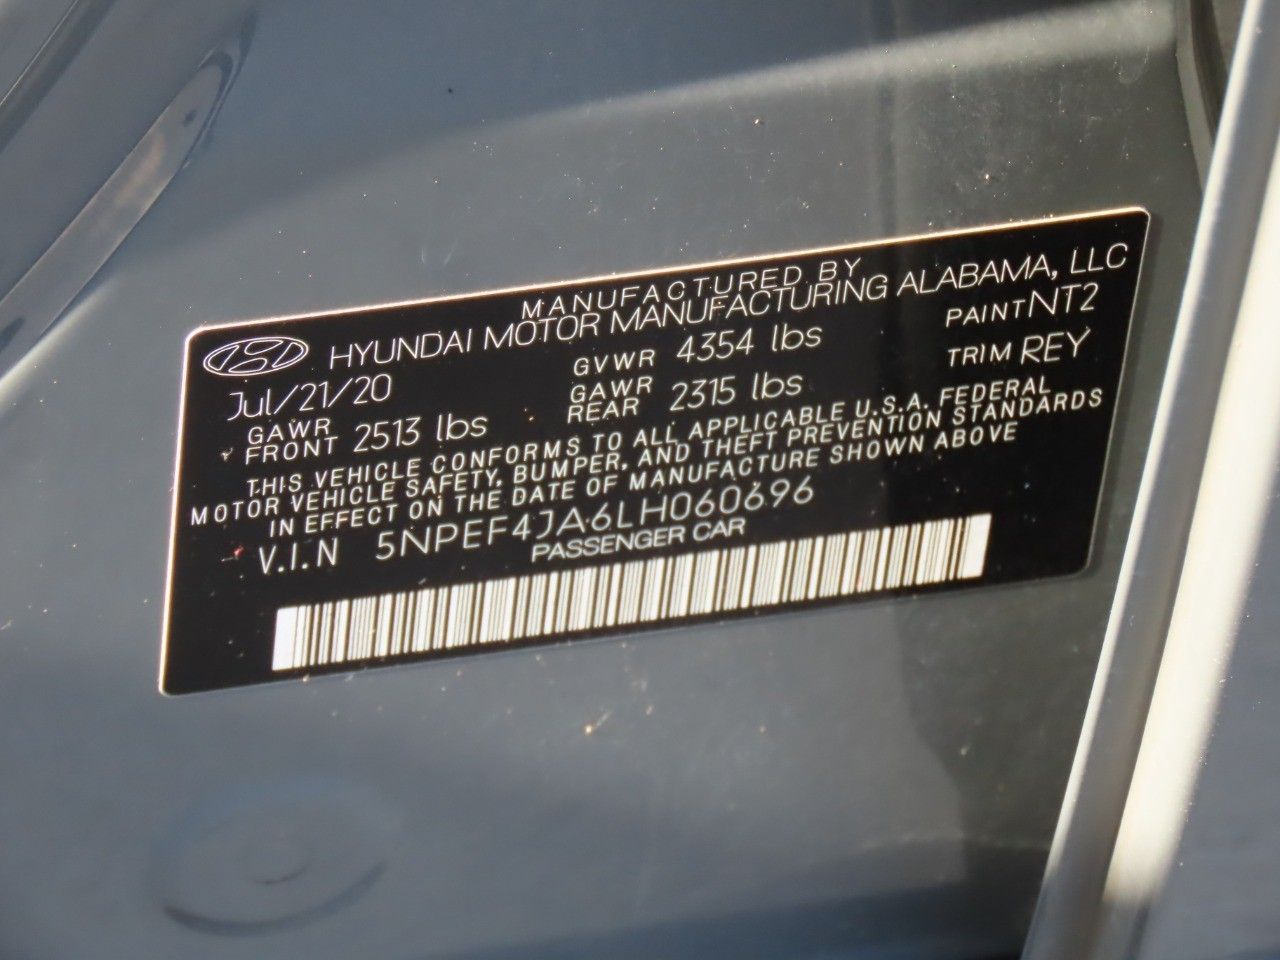 MANUFACTURED BY
HYUNDAI MOTOR MANUFACTURING ALABAMA, LLC
Jul/21/20 GVWR 4354 lbs PAINT NT2
GAWR FRONT 2513 lbs GAWR REAR 2315 lbs TRIM REY
THIS VEHICLE CONFORMS TO ALL APPLICABLE U.S.A. FEDERAL
MOTOR VEHICLE SAFETY, BUMPER, AND THEFT PREVENTION STANDARDS
IN EFFECT ON THE DATE OF MANUFACTURE SHOWN ABOVE
V.I.N 5NPEF4JA6LH060696
PASSENGER CAR